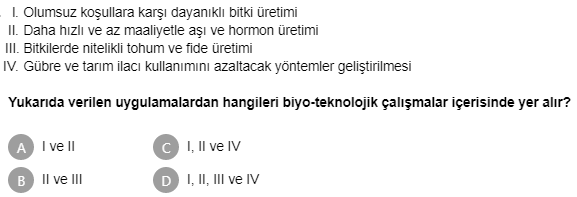 I. Olumsuz koşullara karşı dayanıklı bitki üretimi
II. Daha hızlı ve az maaliyetle aşı ve hormon üretimi
III. Bitkilerde nitelikli tohum ve fide üretimi
IV. Gübre ve tarım ilacı kullanımını azaltacak yöntemler geliştirilmesi
Yukarıda verilen uygulamalardan hangileri biyo-teknolojik çalışmalar içerisinde yer alır?
A I ve II
C I, II ve IV
B II ve III
D I, II, III ve IV